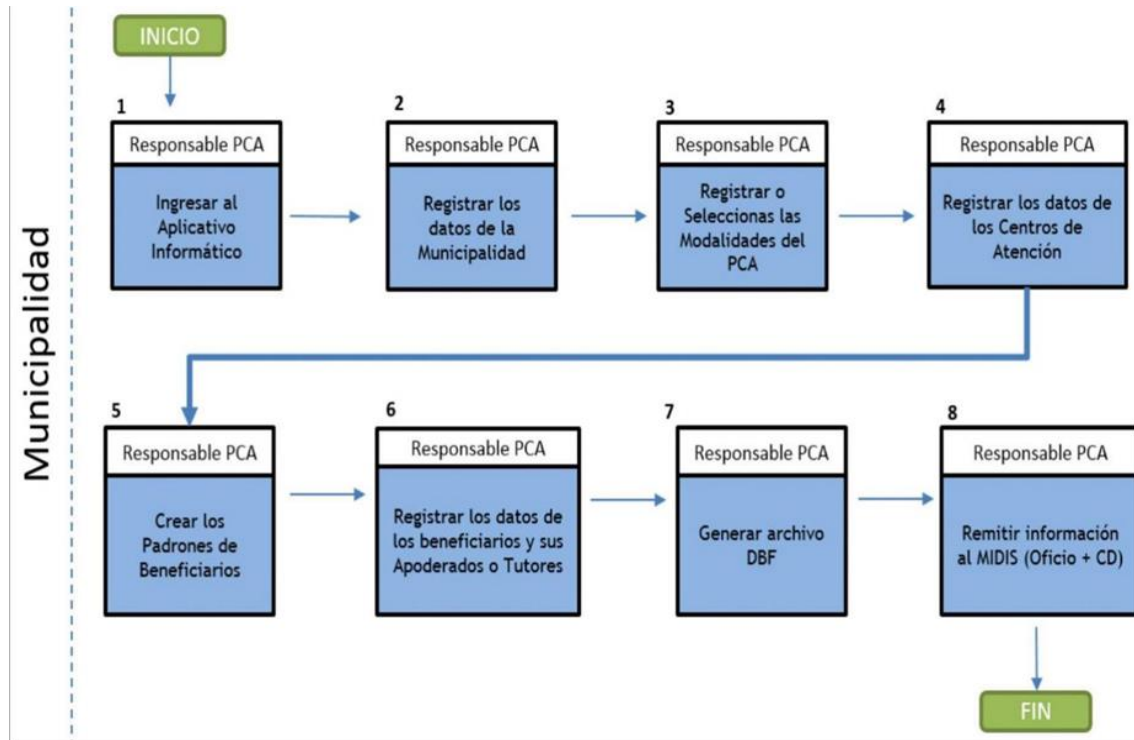 Municipalidad
INICIO
1
Responsable PCA
Ingresar al
Aplicativo
Informático
2
Responsable PCA
Registrar los
datos de la
Municipalidad
3
Responsable PCA
Registrar o
Seleccionas las
Modalidades del
PCA
4
Responsable PCA
Registrar los datos de
los Centros de
Atención
5
Responsable PCA
Crear los
Padrones de
Beneficiarios
6
Responsable PCA
Registrar los datos de
los beneficiarios y sus
Apoderados o Tutores
7
Responsable PCA
Generar archivo
DBF
8
Responsable PCA
Remitir información
al MIDIS (Oficio + CD)
FIN